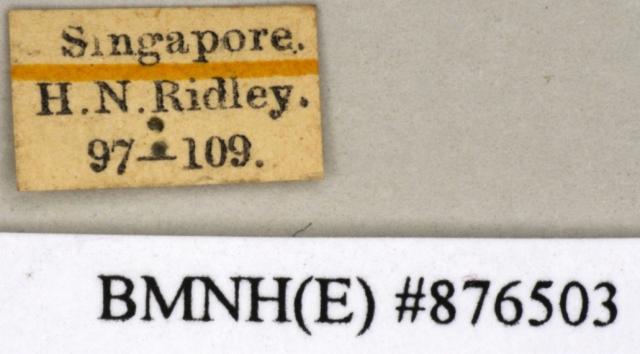 Singapore.
H.N.Ridley.
97–109.
BMNH(E) #876503